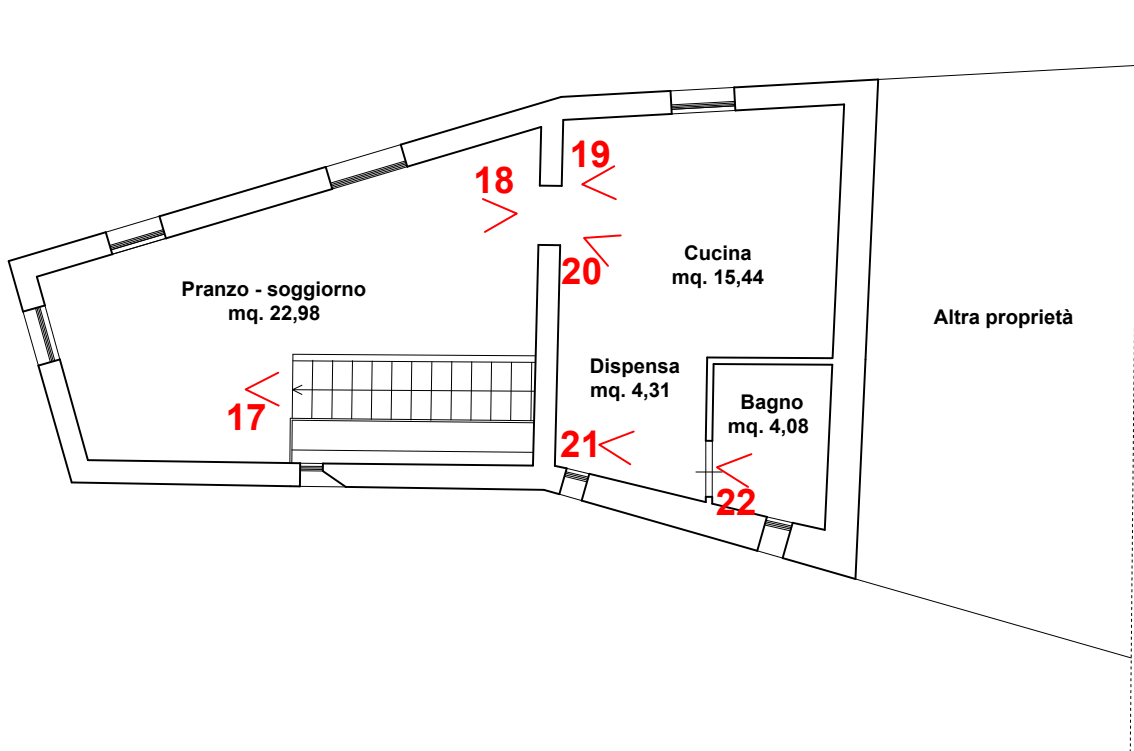 19
18
20
Cucina
mq. 15,44
Pranzo - soggiorno
mq. 22,98
Altra proprietà
Dispensa
mq. 4,31
17
Bagno
mq. 4,08
21
22